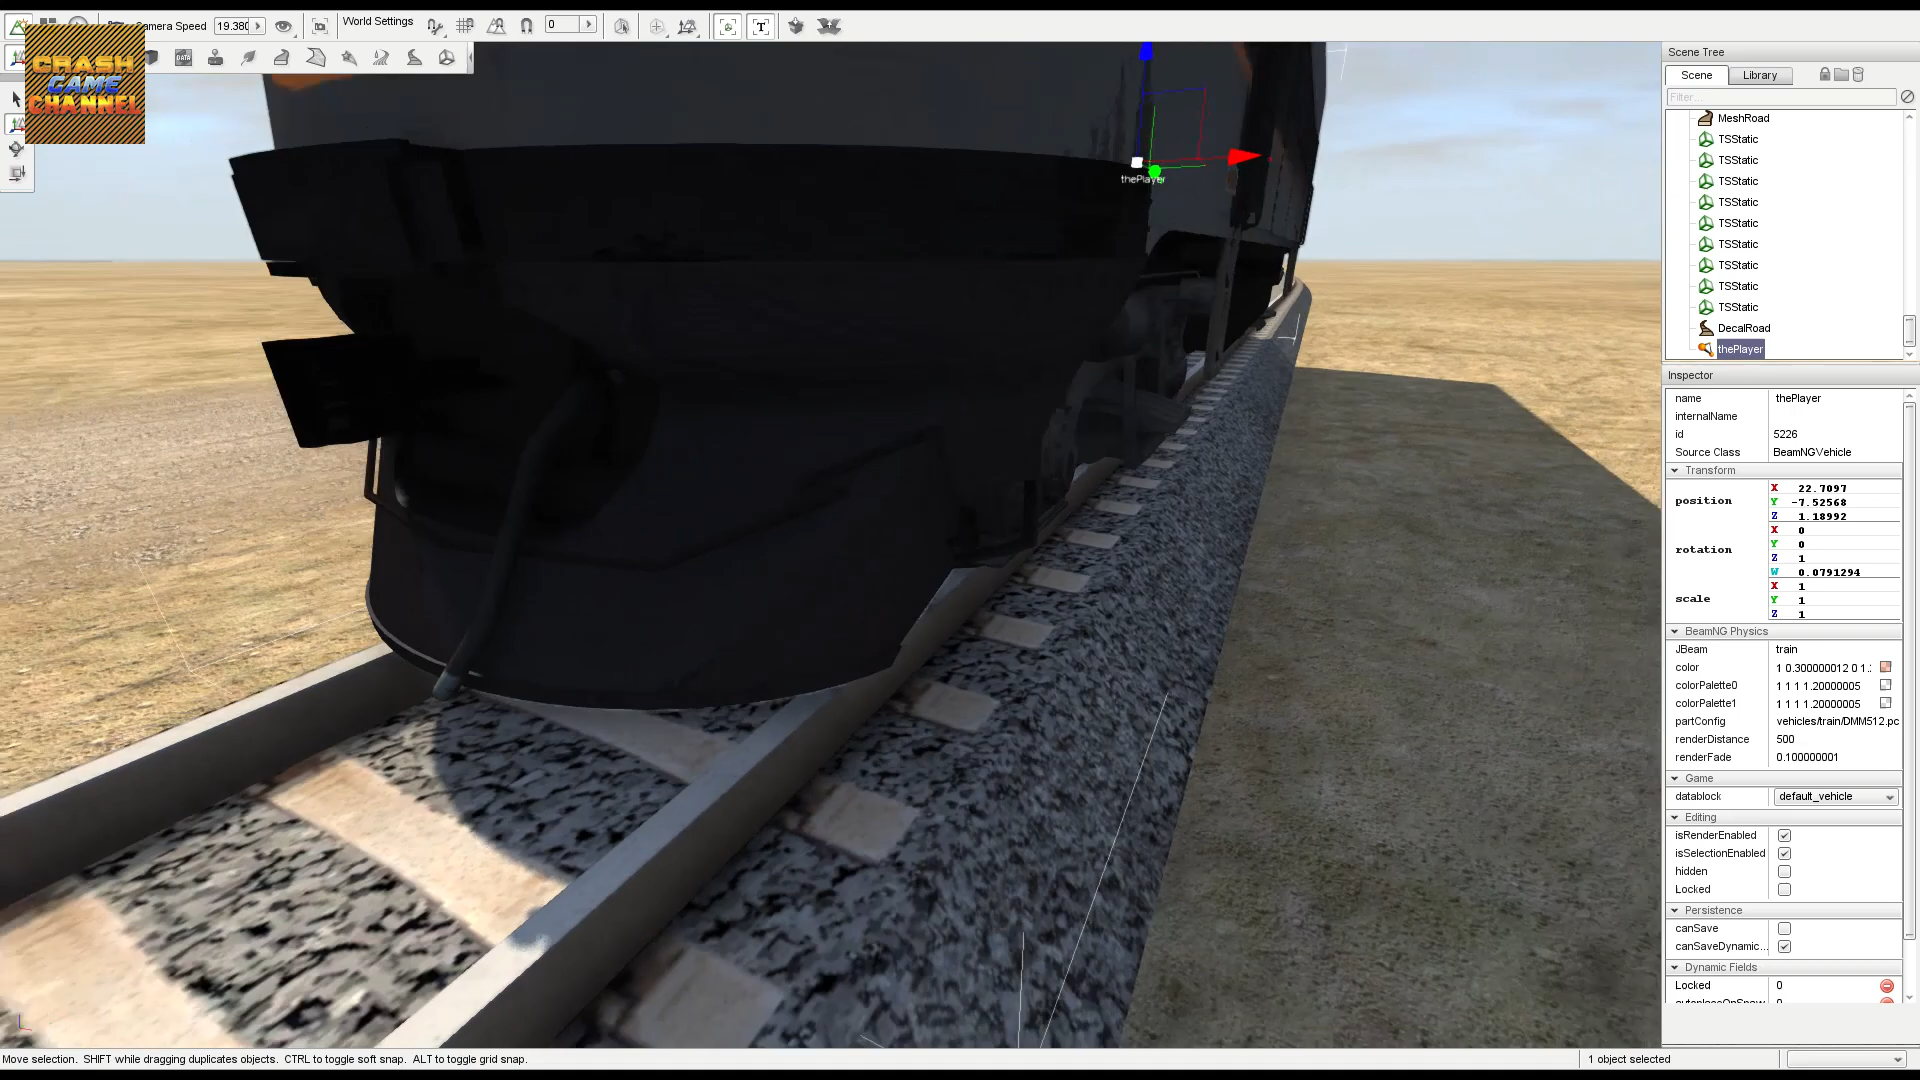 Camera Speed 19.380 World Settings 0
CRASH
GAME
CHANNEL
DATA
thePlayer
Scene Tree
Scene Library
Filter...
MeshRoad
TSStatic
TSStatic
TSStatic
TSStatic
TSStatic
TSStatic
TSStatic
TSStatic
TSStatic
DecalRoad
thePlayer
Inspector
name thePlayer
internalName
id 5226
Source Class BeamNGVehicle
Transform
position X 22.7097
Y -7.52568
Z 1.18992
rotation X 0
Y 0
Z 1
W 0.0791294
scale X 1
Y 1
Z 1
BeamNG Physics
JBeam train
color 1 0.300000012 0 1.
colorPalette0 1 1 1 1.20000005
colorPalette1 1 1 1 1.20000005
partConfig vehicles/train/DMM512.pc
renderDistance 500
renderFade 0.100000001
Game
datablock default_vehicle
Editing
isRenderEnabled
isSelectionEnabled
hidden
Locked
Persistence
canSave
canSaveDynamic...
Dynamic Fields
Locked 0
Move selection. SHIFT while dragging duplicates objects. CTRL to toggle soft snap. ALT to toggle grid snap.
1 object selected